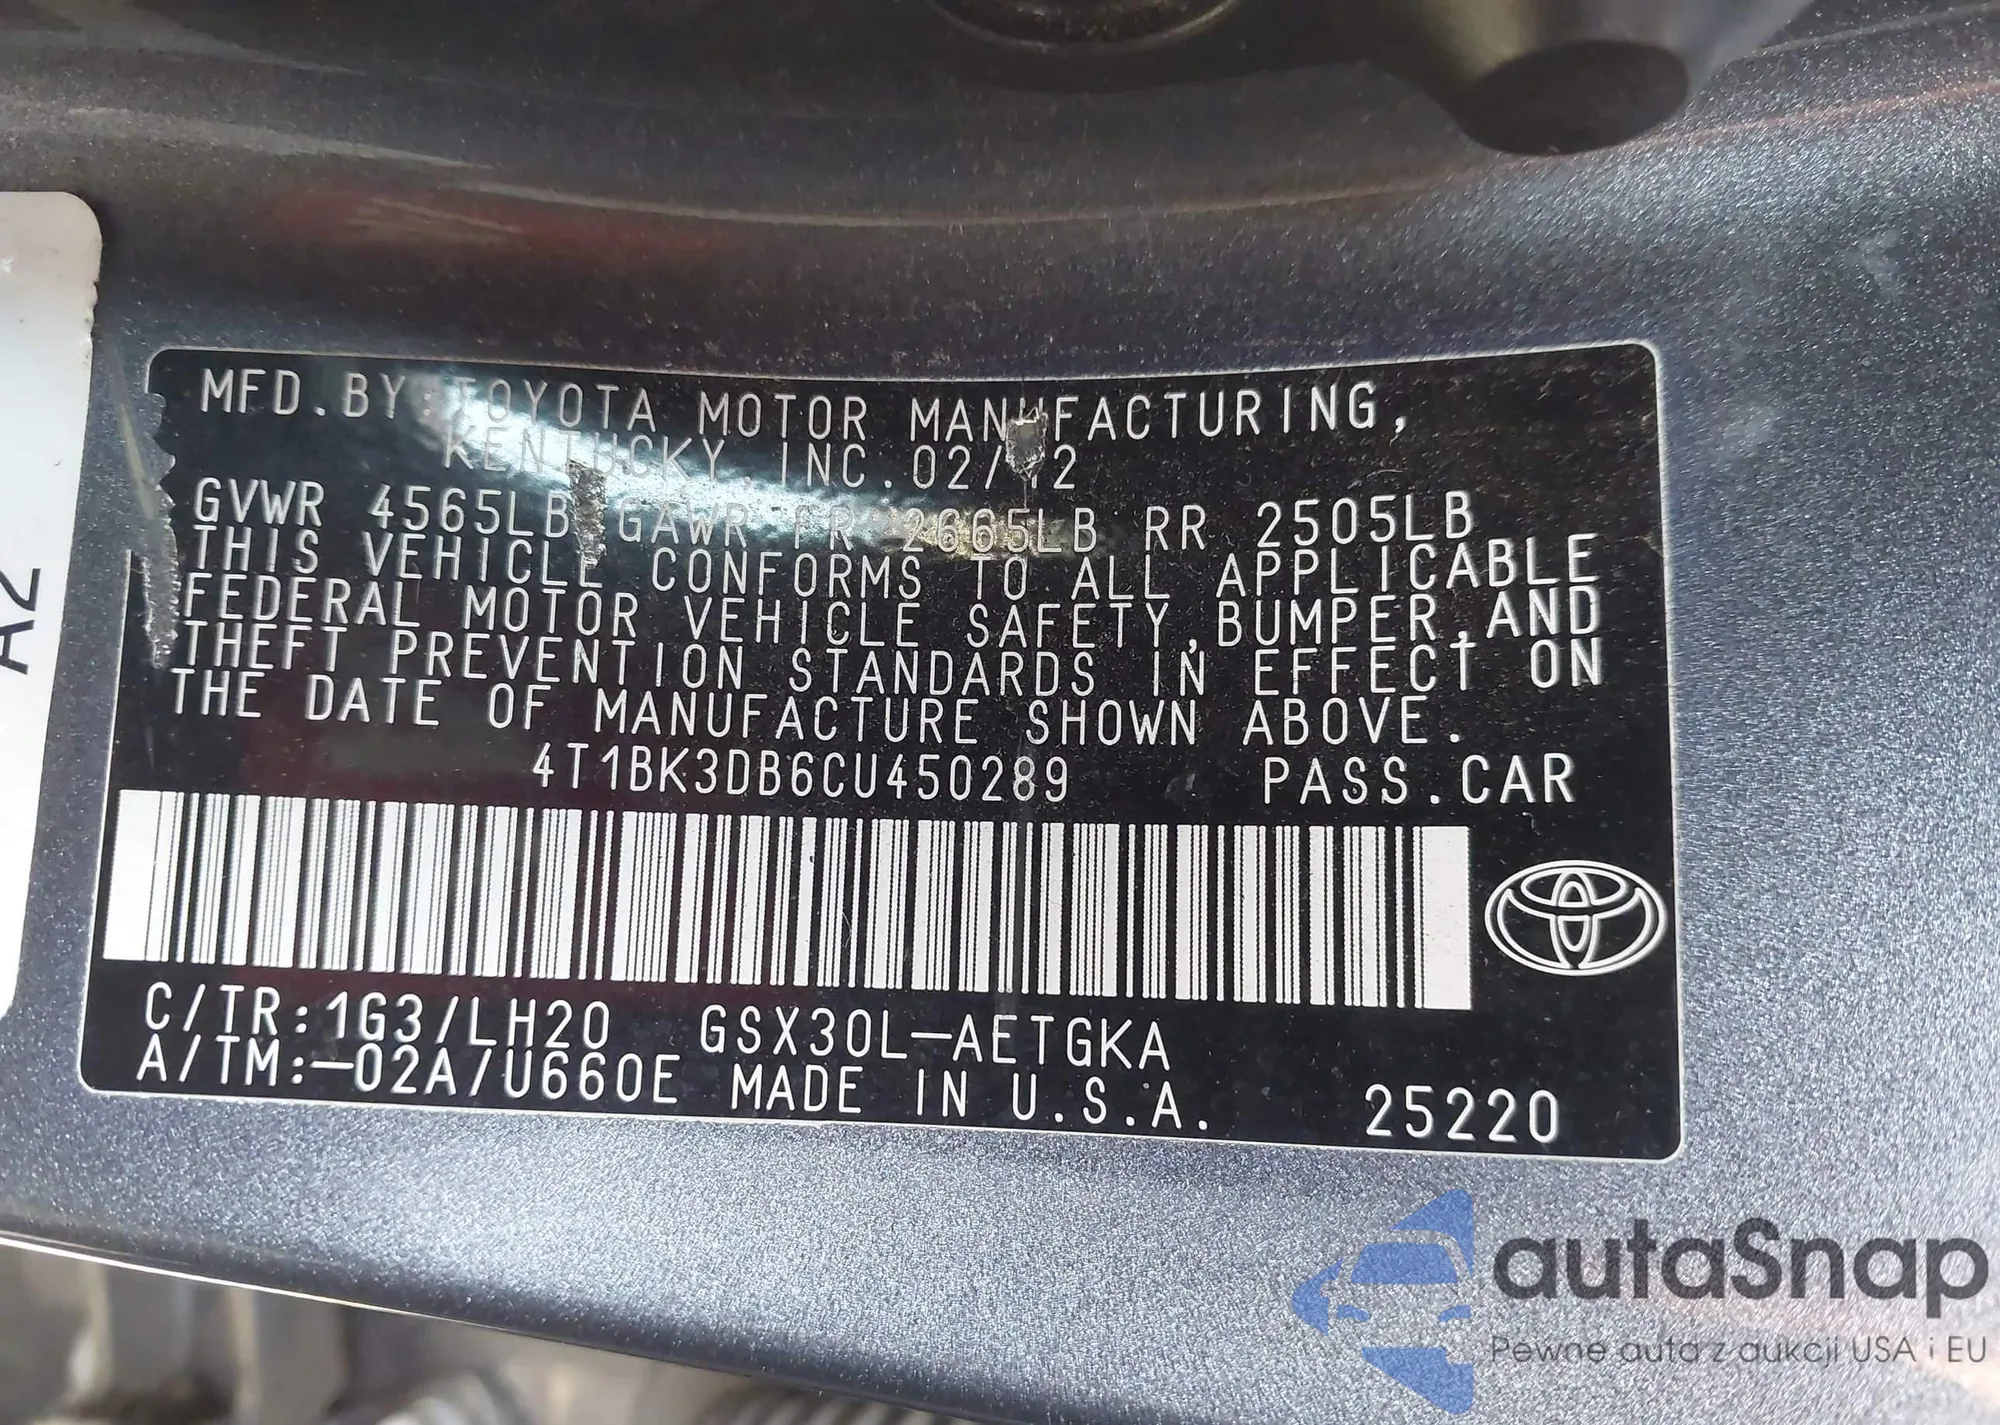 A2
MFD.BY:TOYOTA MOTOR MANUFACTURING,
KENTUCKY, INC. 02/12
GVWR 4565LB GAWR FR 2665LB RR 2505LB
THIS VEHICLE CONFORMS TO ALL APPLICABLE
FEDERAL MOTOR VEHICLE SAFETY,BUMPER,AND
THEFT PREVENTION STANDARDS IN EFFECT ON
THE DATE OF MANUFACTURE SHOWN ABOVE.
4T1BK3DB6CU450289 PASS.CAR
C/TR:1G3/LH20 GSX30L-AETGKA
A/TM:-02A/U660E MADE IN U.S.A. 25220
autaSnap
Pewne auta z aukcji USA i EU